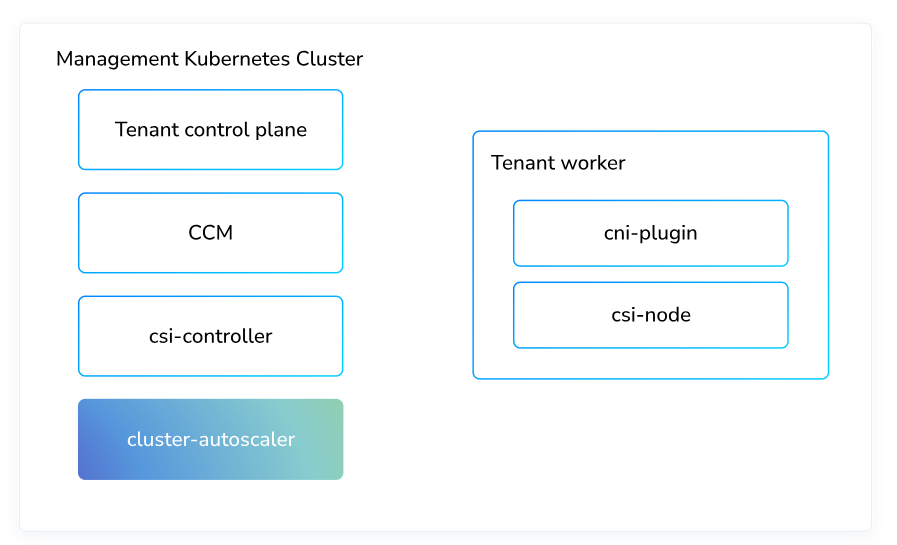 Management Kubernetes Cluster
Tenant control plane
CCM
csi-controller
cluster-autoscaler
Tenant worker
cni-plugin
csi-node